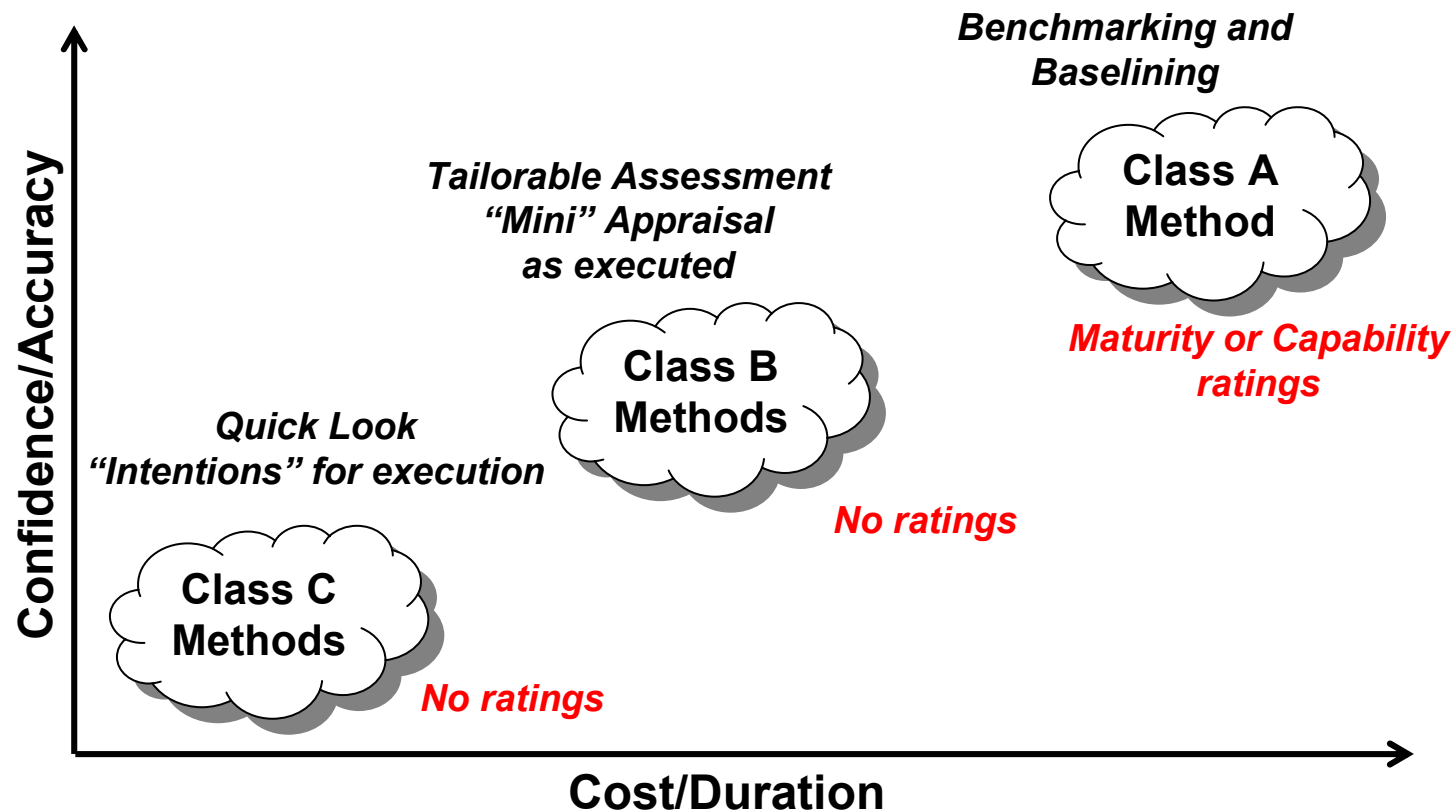 Benchmarking and
Baselining
Class A
Method
Maturity or Capability
ratings
Tailorable Assessment
“Mini” Appraisal
as executed
Class B
Methods
No ratings
Quick Look
“Intentions” for execution
Class C
Methods
No ratings
Confidence/Accuracy
Cost/Duration